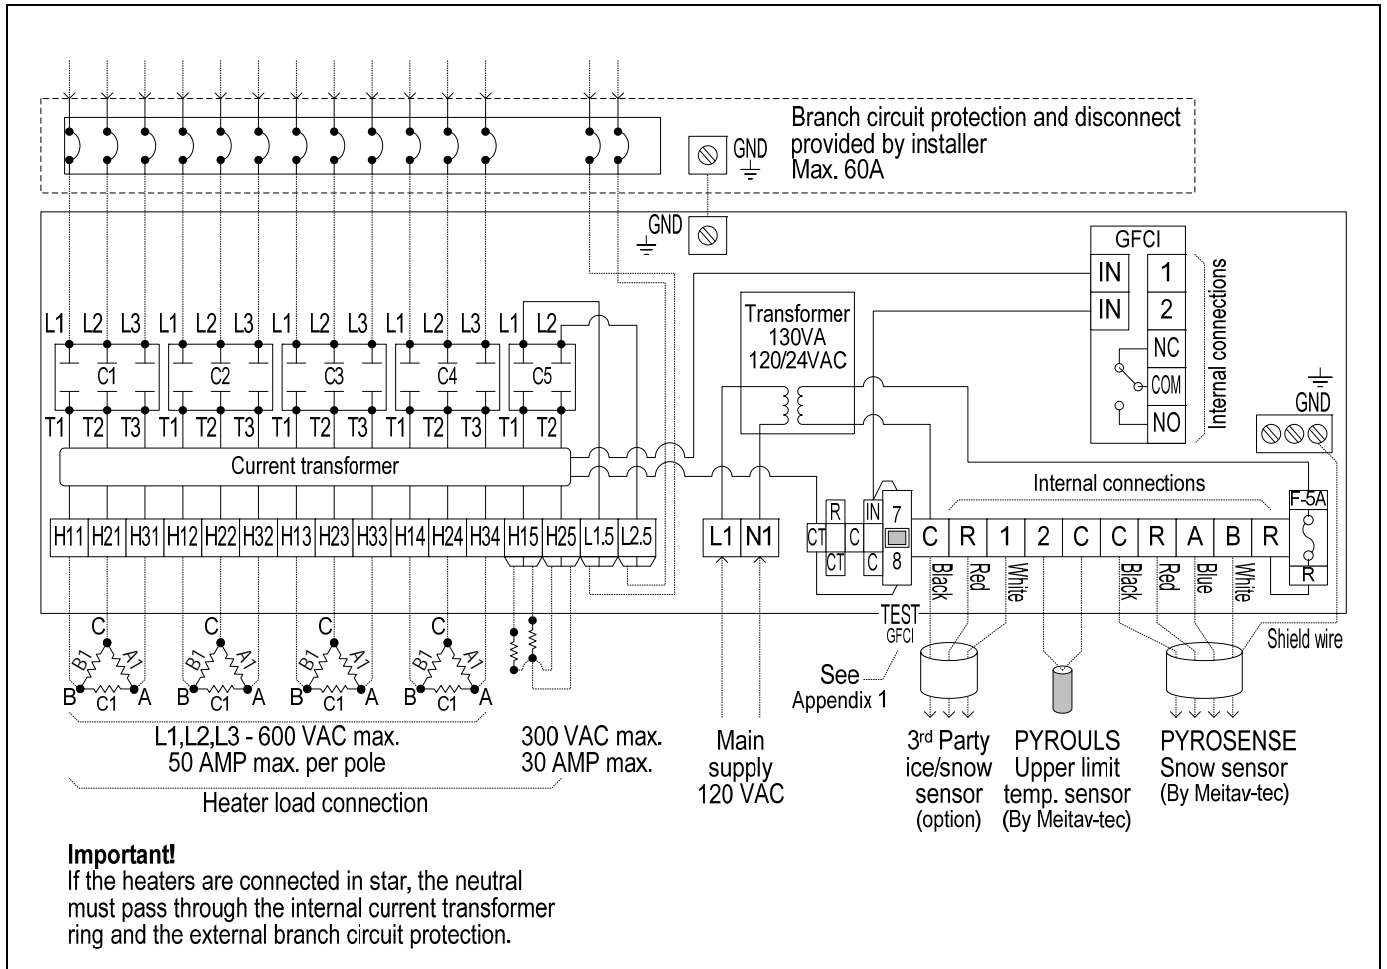 Branch circuit protection and disconnect
provided by installer
Max. 60A
GND
GND
GFCI
IN 1
IN 2
NC
COM
NO
Internal connections
Transformer
130VA
120/24VAC
GND
L1 L2 L3 L1 L2 L3 L1 L2 L3 L1 L2 L3 L1 L2
C1 C2 C3 C4 C5
T1 T2 T3 T1 T2 T3 T1 T2 T3 T1 T2 T3 T1 T2
Current transformer
Internal connections
F-5A
R
H11 H21 H31 H12 H22 H32 H13 H23 H33 H14 H24 H34 H15 H25 L1.5 L2.5
L1 N1
R IN 7
CT C
CT C 8
C R 1 2 C C R A B R
Black Red White Black Red Blue White
TEST
GFCI
Shield wire
See
Appendix 1
C C C C
B1 A1 B1 A1 B1 A1 B1 A1
B C1 A B C1 A B C1 A B C1 A
L1,L2,L3 - 600 VAC max.
50 AMP max. per pole
300 VAC max.
30 AMP max.
Heater load connection
Main
supply
120 VAC
3rd Party
ice/snow
sensor
(option)
PYROULS
Upper limit
temp. sensor
(By Meitav-tec)
PYROSENSE
Snow sensor
(By Meitav-tec)
Important!
If the heaters are connected in star, the neutral
must pass through the internal current transformer
ring and the external branch circuit protection.